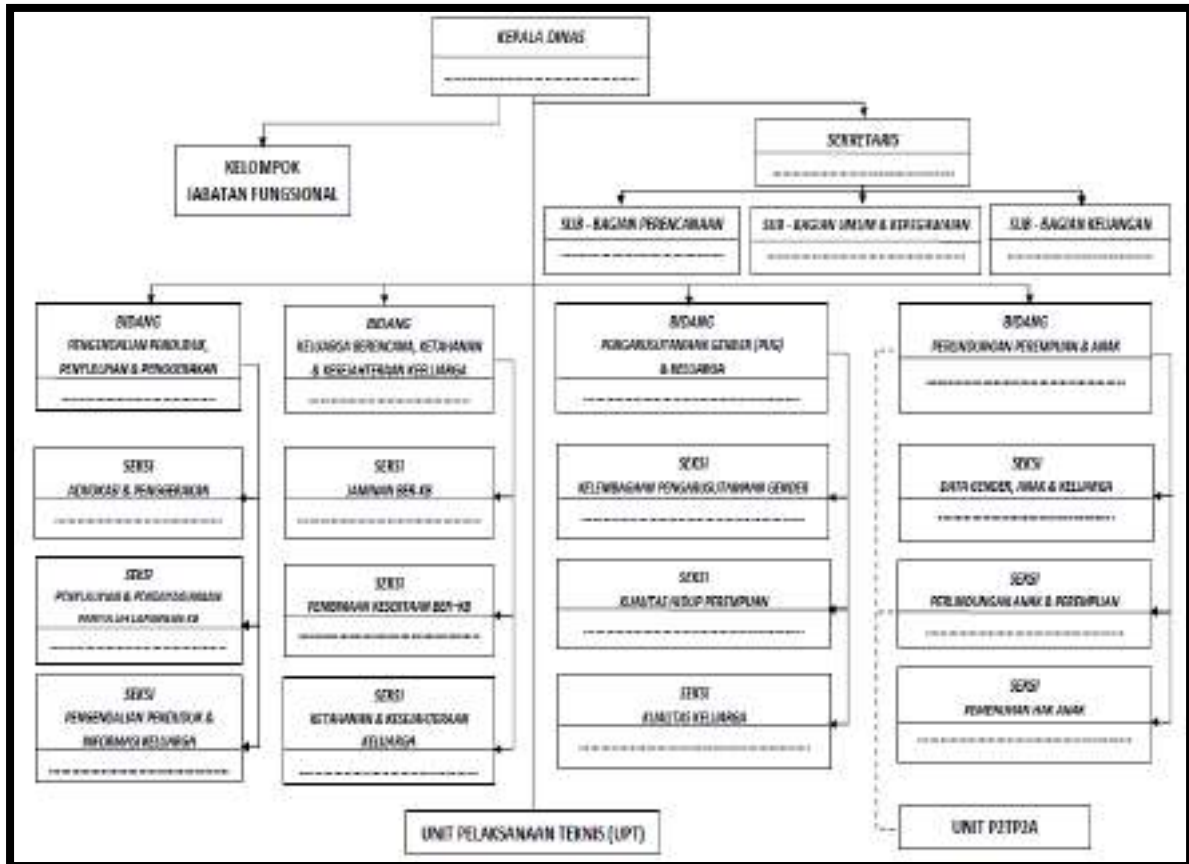 KEPALA DINAS
SEKRETARIS
KELOMPOK
JABATAN FUNGSIONAL
SUB - BAGIAN PERENCANAAN
SUB - BAGIAN UMUM & KEPEGAWAIAN
SUB - BAGIAN KEUANGAN
BIDANG
PENGENDALIAN PENDUDUK,
PENYULUHAN & PENGGERAKAN
BIDANG
KELUARGA BERENCANA, KETAHANAN
& KESEJAHTERAAN KEELUARGA
BIDANG
PENGARUSUTAMAAN GENDER (PUG)
& KELUARGA
BIDANG
PERLINDUNGAN PEREMPUAN & ANAK
SEKSI
ADVOKASI & PENGGERAKAN
SEKSI
JAMINAN BER-KB
SEKSI
KELEMBAGAAN PENGARUSUTAMAAN GENDER
SEKSI
DATA GENDER, ANAK & KELUARGA
SEKSI
PENYULUHAN & PENDAYAGUNAAN
PENYULUH LAPANGAN KB
SEKSI
PEMBINAAN KESERTAAN BER-KB
SEKSI
KUALITAS HIDUP PEREMPUAN
SEKSI
PERLINDUNGAN ANAK & PEREMPUAN
SEKSI
PENGENDALIAN PENDUDUK &
INFORMASI KELUARGA
SEKSI
KETAHANAN & KESEJAHTERAAN
KELUARGA
SEKSI
KUALITAS KELUARGA
SEKSI
PEMENUHAN HAK ANAK
UNIT PELAKSANAAN TEKNIS (UPT)
UNIT P2TP2A